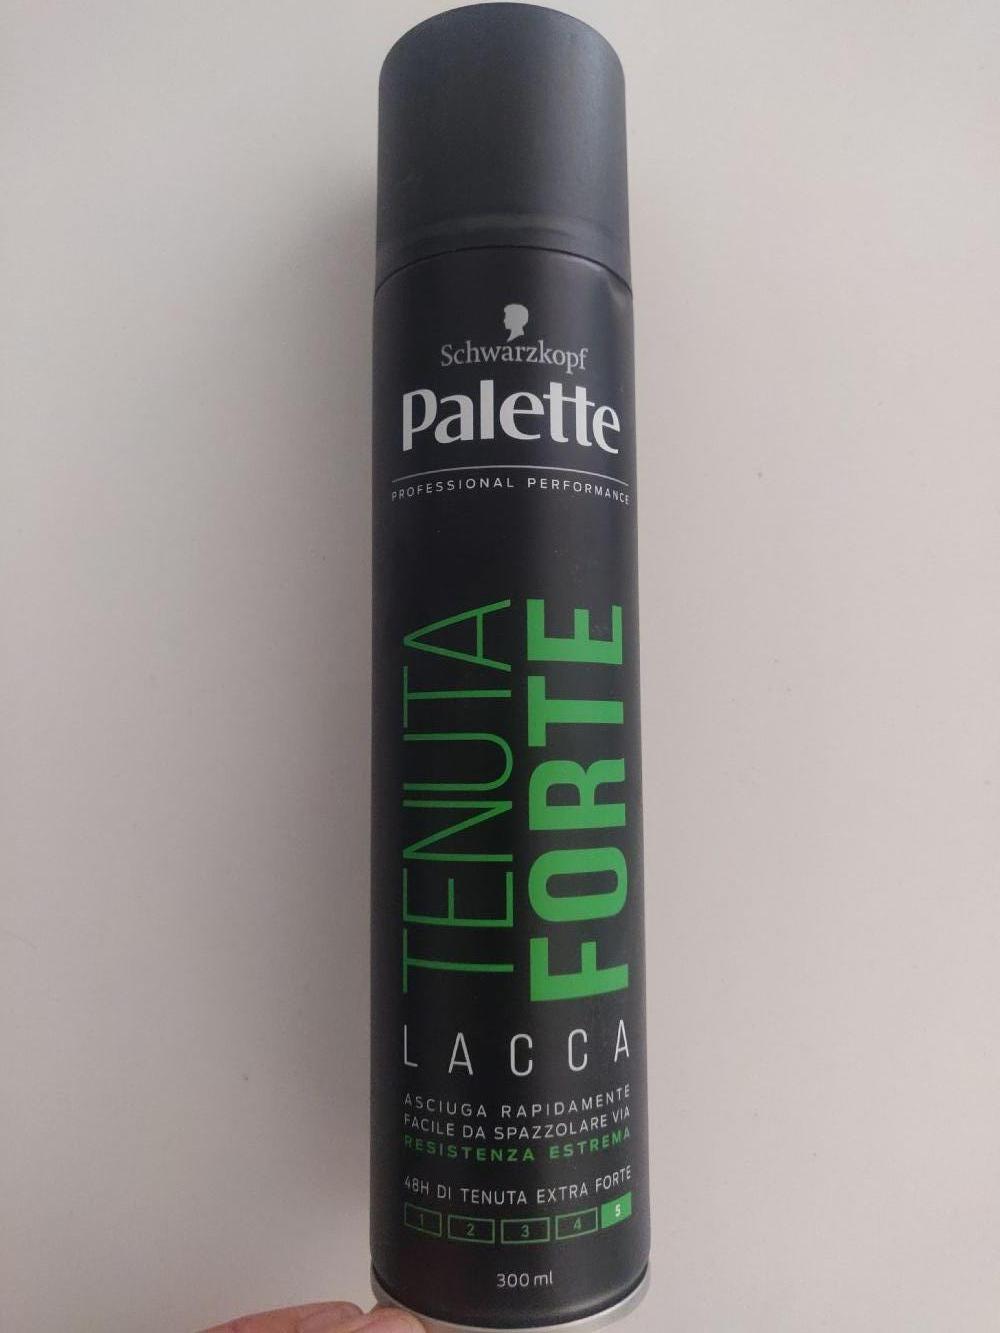 Schwarzkopf
Palette
PROFESSIONAL PERFORMANCE
TENUTA
FORTE
LACCA
ASCIUGA RAPIDAMENTE
FACILE DA SPAZZOLARE VIA
RESISTENZA ESTREMA
48H DI TENUTA EXTRA FORTE
1 2 3 4 5
300 ml